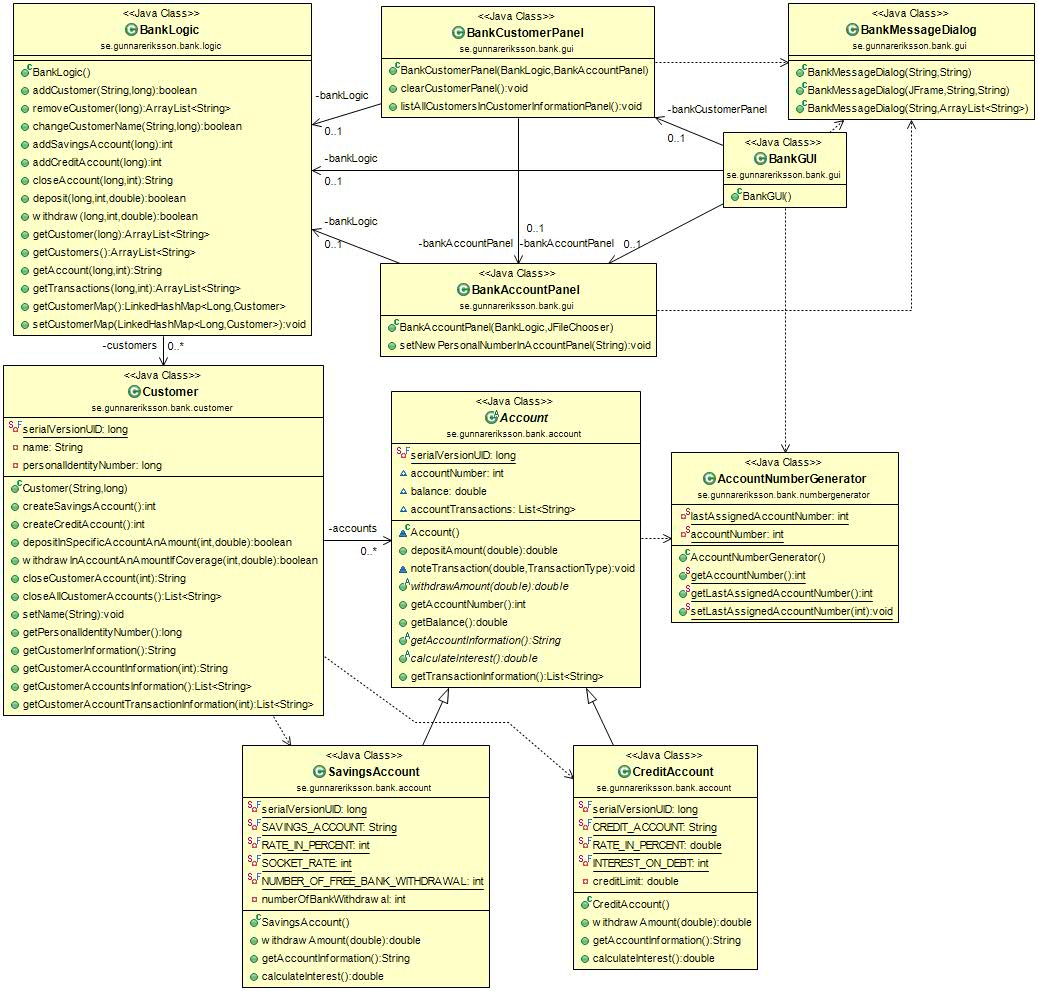 <<Java Class>>
BankLogic
se.gunnareriksson.bank.logic
BankLogic()
addCustomer(String,long):boolean
removeCustomer(long):ArrayList<String>
changeCustomerName(String,long):boolean
addSavingsAccount(long):int
addCreditAccount(long):int
closeAccount(long,int):String
deposit(long,int,double):boolean
withdraw(long,int,double):boolean
getCustomer(long):ArrayList<String>
getCustomers():ArrayList<String>
getAccount(long,int):String
getTransactions(long,int):ArrayList<String>
getCustomerMap():LinkedHashMap<Long,Customer>
setCustomerMap(LinkedHashMap<Long,Customer>):void
<<Java Class>>
BankCustomerPanel
se.gunnareriksson.bank.gui
BankCustomerPanel(BankLogic,BankAccountPanel)
clearCustomerPanel():void
listAllCustomersInCustomerInformationPanel():void
<<Java Class>>
BankMessageDialog
se.gunnareriksson.bank.gui
BankMessageDialog(String,String)
BankMessageDialog(JFrame,String,String)
BankMessageDialog(String,ArrayList<String>)
-bankLogic
0..1
-bankCustomerPanel
0..1
<<Java Class>>
BankGUI
se.gunnareriksson.bank.gui
BankGUI()
-bankLogic
0..1
-bankLogic
0..1
0..1
-bankAccountPanel
-bankAccountPanel
0..1
<<Java Class>>
BankAccountPanel
se.gunnareriksson.bank.gui
BankAccountPanel(BankLogic,JFileChooser)
setNewPersonalNumberInAccountPanel(String):void
-customers
0..*
<<Java Class>>
Customer
se.gunnareriksson.bank.customer
serialVersionUID: long
name: String
personalIdentityNumber: long
Customer(String,long)
createSavingsAccount():int
createCreditAccount():int
depositInSpecificAccountAnAmount(int,double):boolean
withdrawInAccountAnAmountIfCoverage(int,double):boolean
closeCustomerAccount(int):String
closeAllCustomerAccounts():List<String>
setName(String):void
getPersonalIdentityNumber():long
getCustomerInformation():String
getCustomerAccountInformation(int):String
getCustomerAccountsInformation():List<String>
getCustomerAccountTransactionInformation(int):List<String>
-accounts
0..*
<<Java Class>>
Account
se.gunnareriksson.bank.account
serialVersionUID: long
accountNumber: int
balance: double
accountTransactions: List<String>
Account()
depositAmount(double):double
noteTransaction(double,TransactionType):void
withdrawAmount(double):double
getAccountNumber():int
getBalance():double
getAccountInformation():String
calculateInterest():double
getTransactionInformation():List<String>
<<Java Class>>
AccountNumberGenerator
se.gunnareriksson.bank.numbergenerator
lastAssignedAccountNumber: int
accountNumber: int
AccountNumberGenerator()
getAccountNumber():int
getLastAssignedAccountNumber():int
setLastAssignedAccountNumber(int):void
<<Java Class>>
SavingsAccount
se.gunnareriksson.bank.account
serialVersionUID: long
SAVINGS_ACCOUNT: String
RATE_IN_PERCENT: int
SOCKET_RATE: int
NUMBER_OF_FREE_BANK_WITHDRAWAL: int
numberOfBankWithdrawal: int
SavingsAccount()
withdrawAmount(double):double
getAccountInformation():String
calculateInterest():double
<<Java Class>>
CreditAccount
se.gunnareriksson.bank.account
serialVersionUID: long
CREDIT_ACCOUNT: String
RATE_IN_PERCENT: double
INTEREST_ON_DEBT: int
creditLimit: double
CreditAccount()
withdrawAmount(double):double
getAccountInformation():String
calculateInterest():double